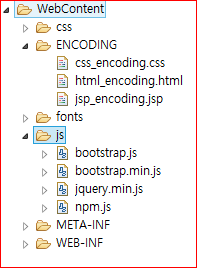 WebContent
css
ENCODING
css_encoding.css
html_encoding.html
jsp_encoding.jsp
fonts
js
bootstrap.js
bootstrap.min.js
jquery.min.js
npm.js
META-INF
WEB-INF